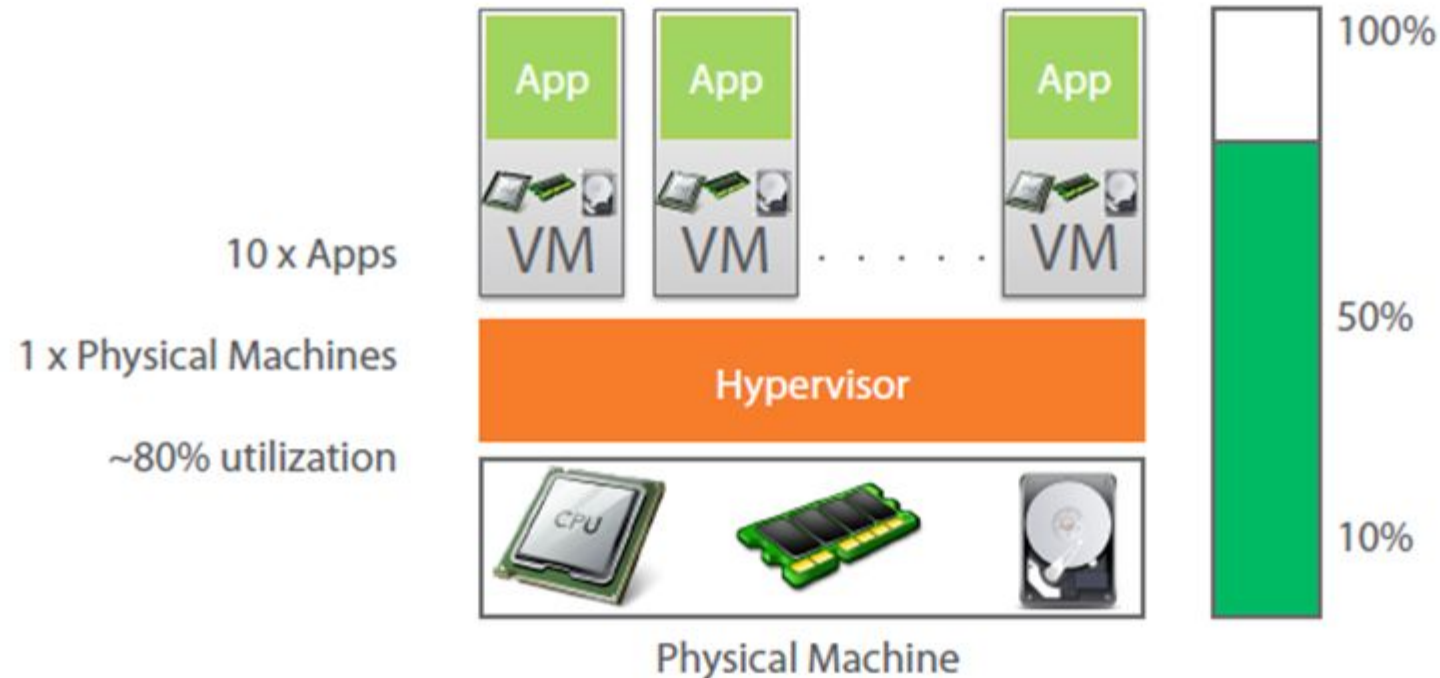 App
App
App
100%
VM
VM
. . . . .
VM
10 x Apps
50%
1 x Physical Machines
Hypervisor
~80% utilization
CPU
10%
Physical Machine